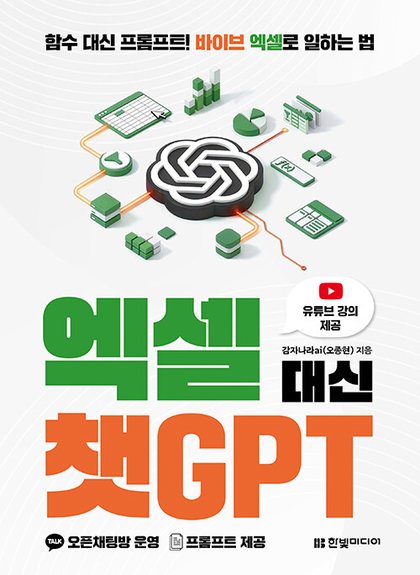 함수 대신 프롬프트! 바이브 엑셀로 일하는 법
f(x)
유튜브 강의
제공
감자나라ai(오종현) 지음
엑셀
대신
챗GPT
TALK 오픈채팅방 운영 프롬프트 제공
한빛미디어